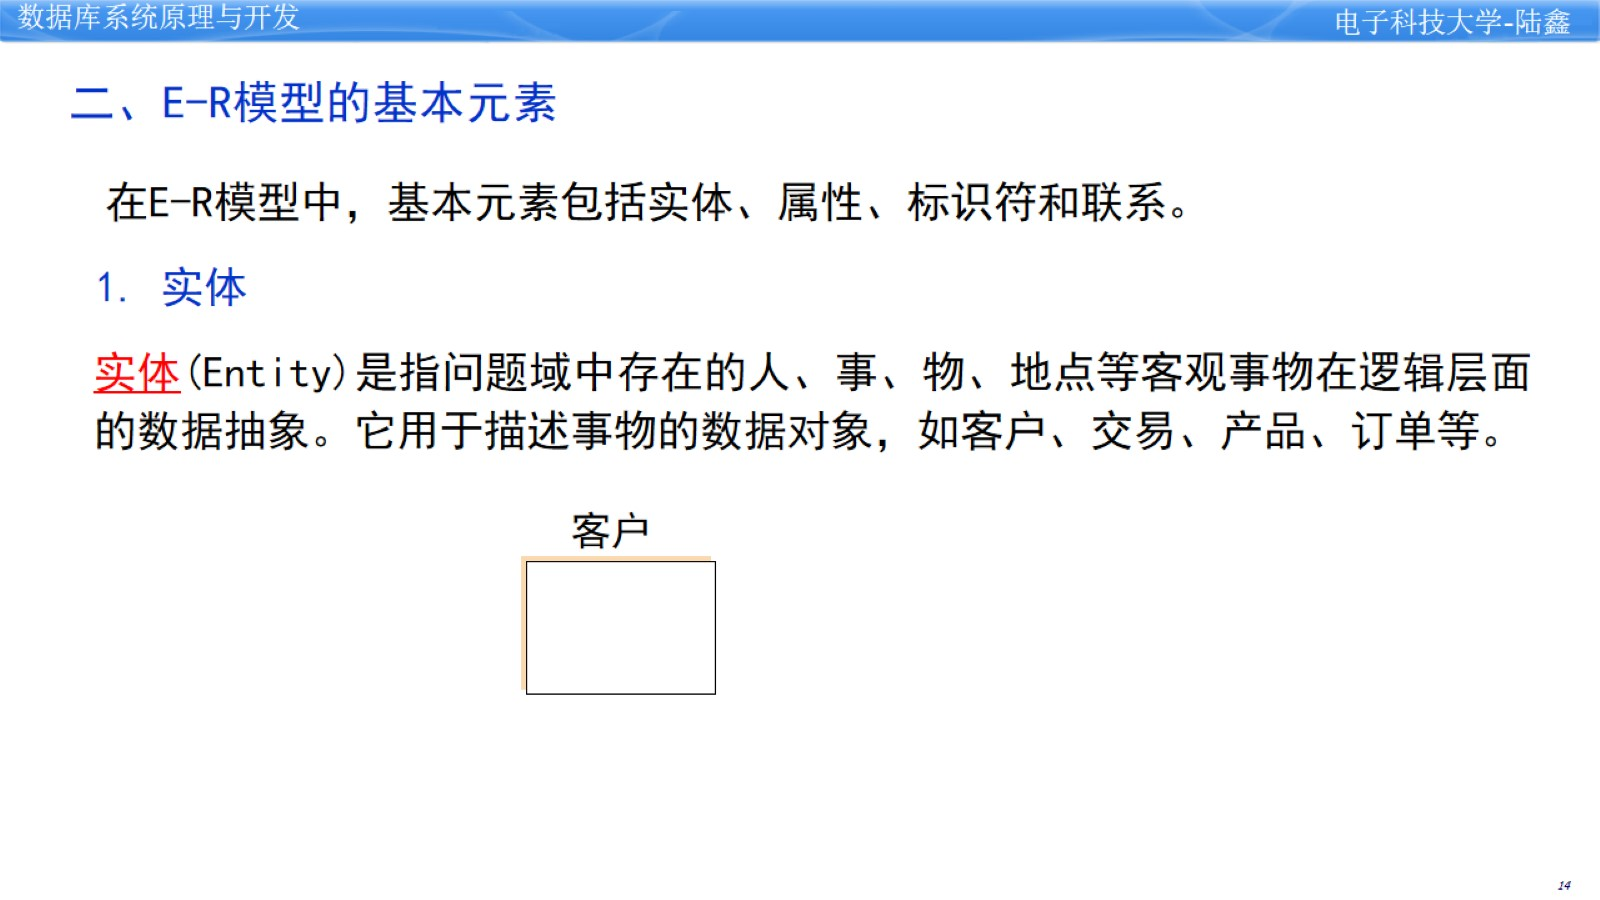 数据库系统原理与开发
电子科技大学-陆鑫
二、E-R模型的基本元素
在E-R模型中，基本元素包括实体、属性、标识符和联系。
1. 实体
实体(Entity)是指问题域中存在的人、事、物、地点等客观事物在逻辑层面
的数据抽象。它用于描述事物的数据对象，如客户、交易、产品、订单等。
客户
14